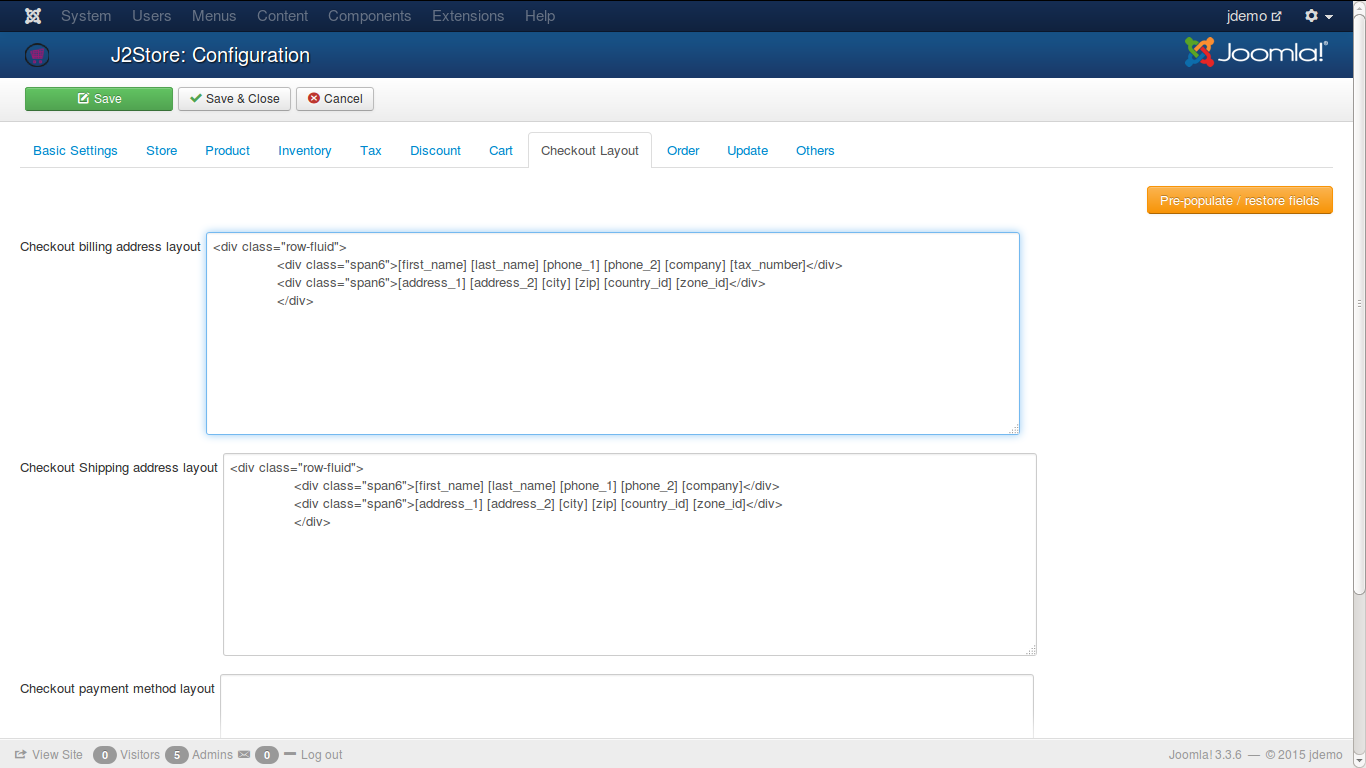 System Users Menus Content Components Extensions Help jdemo
J2Store: Configuration Joomla!®
Save Save & Close Cancel
Basic Settings Store Product Inventory Tax Discount Cart Checkout Layout Order Update Others
Pre-populate / restore fields
Checkout billing address layout
<div class="row-fluid">
<div class="span6">[first_name] [last_name] [phone_1] [phone_2] [company] [tax_number]</div>
<div class="span6">[address_1] [address_2] [city] [zip] [country_id] [zone_id]</div>
</div>
Checkout Shipping address layout
<div class="row-fluid">
<div class="span6">[first_name] [last_name] [phone_1] [phone_2] [company]</div>
<div class="span6">[address_1] [address_2] [city] [zip] [country_id] [zone_id]</div>
</div>
Checkout payment method layout
View Site 0 Visitors 5 Admins 0 Log out Joomla! 3.3.6 — © 2015 jdemo